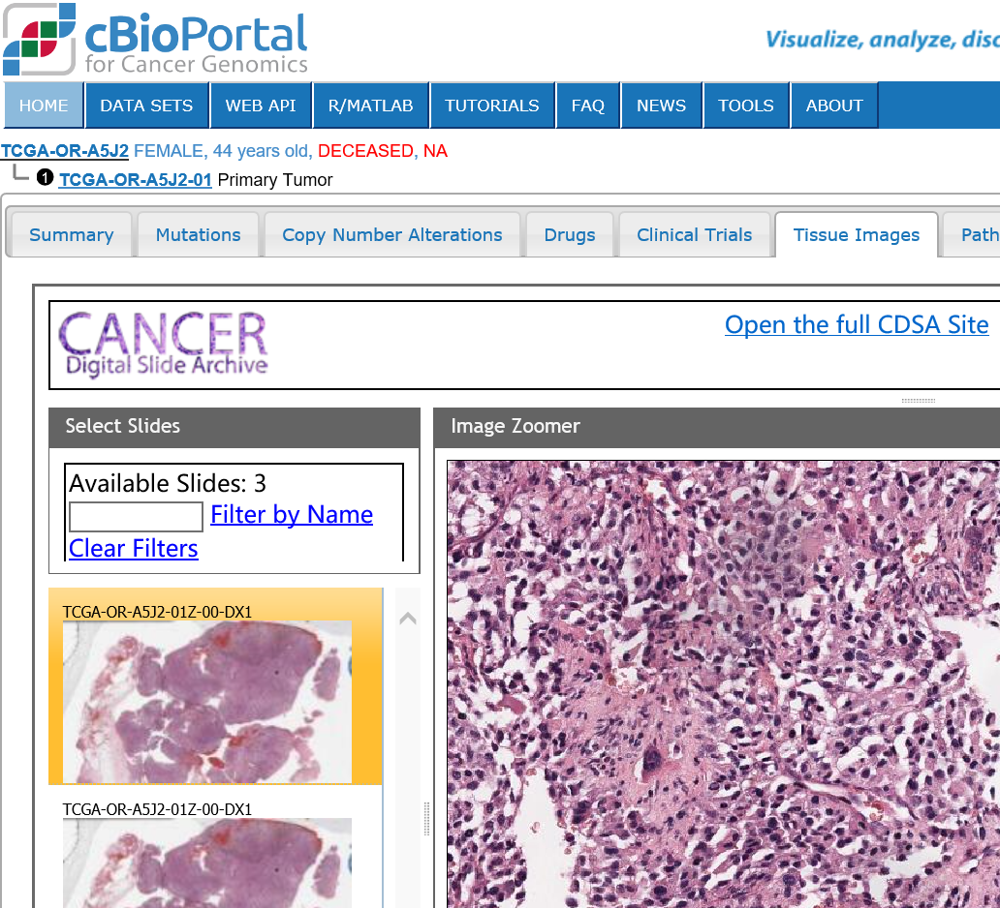 cBioPortal
for Cancer Genomics
Visualize, analyze, disc
HOME DATA SETS WEB API R/MATLAB TUTORIALS FAQ NEWS TOOLS ABOUT
TCGA-OR-A5J2 FEMALE, 44 years old, DECEASED, NA
1 TCGA-OR-A5J2-01 Primary Tumor
Summary Mutations Copy Number Alterations Drugs Clinical Trials Tissue Images Path
CANCER
Digital Slide Archive
Open the full CDSA Site
Select Slides
Image Zoomer
Available Slides: 3
Filter by Name
Clear Filters
TCGA-OR-A5J2-01Z-00-DX1
TCGA-OR-A5J2-01Z-00-DX1